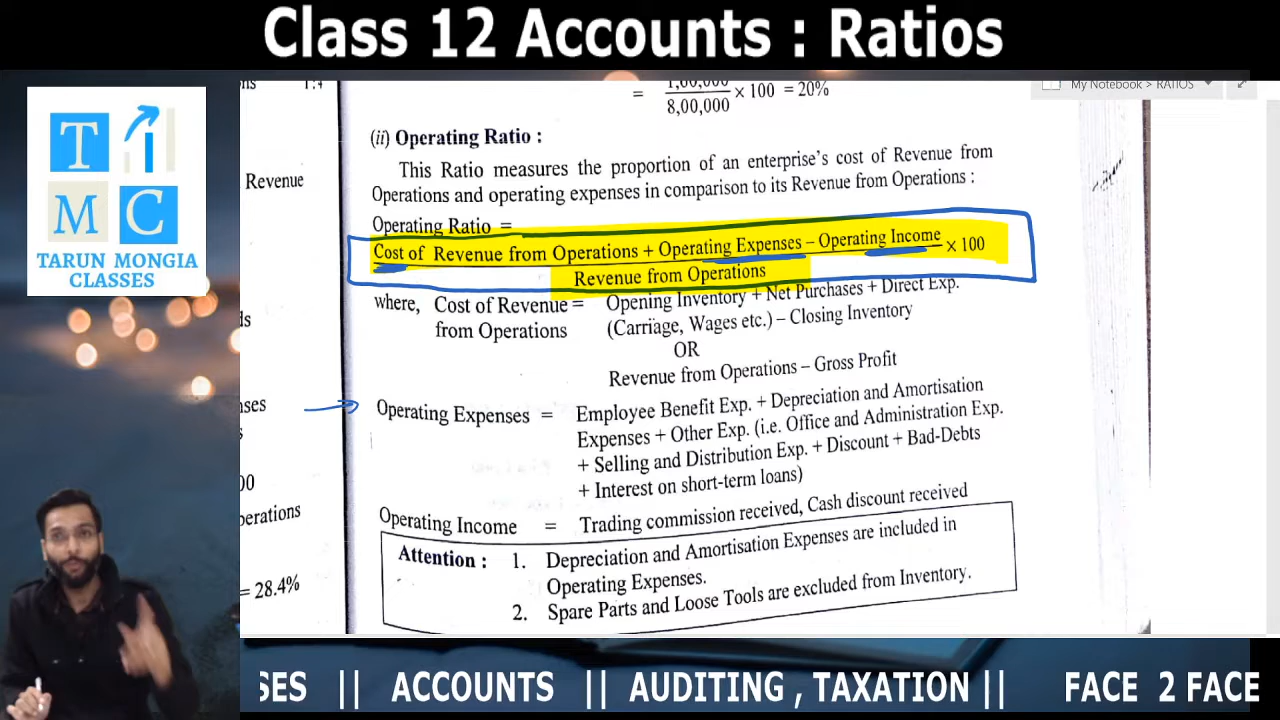 Class 12 Accounts : Ratios
T
M C
TARUN MONGIA
CLASSES
My Notebook > RATIOS
1:4
Revenue
00
= 28.4%
= 1,00,000 / 8,00,000 × 100 = 20%
(ii) Operating Ratio :
This Ratio measures the proportion of an enterprise's cost of Revenue from
Operations and operating expenses in comparison to its Revenue from Operations :
Operating Ratio =
Cost of Revenue from Operations + Operating Expenses – Operating Income × 100
Revenue from Operations
where, Cost of Revenue = Opening Inventory + Net Purchases + Direct Exp.
from Operations (Carriage, Wages etc.) – Closing Inventory
OR
Revenue from Operations – Gross Profit
Operating Expenses = Employee Benefit Exp. + Depreciation and Amortisation
Expenses + Other Exp. (i.e. Office and Administration Exp.
+ Selling and Distribution Exp. + Discount + Bad-Debts
+ Interest on short-term loans)
Operating Income = Trading commission received, Cash discount received
Attention : 1. Depreciation and Amortisation Expenses are included in
Operating Expenses.
2. Spare Parts and Loose Tools are excluded from Inventory.
SES || ACCOUNTS || AUDITING , TAXATION || FACE 2 FACE